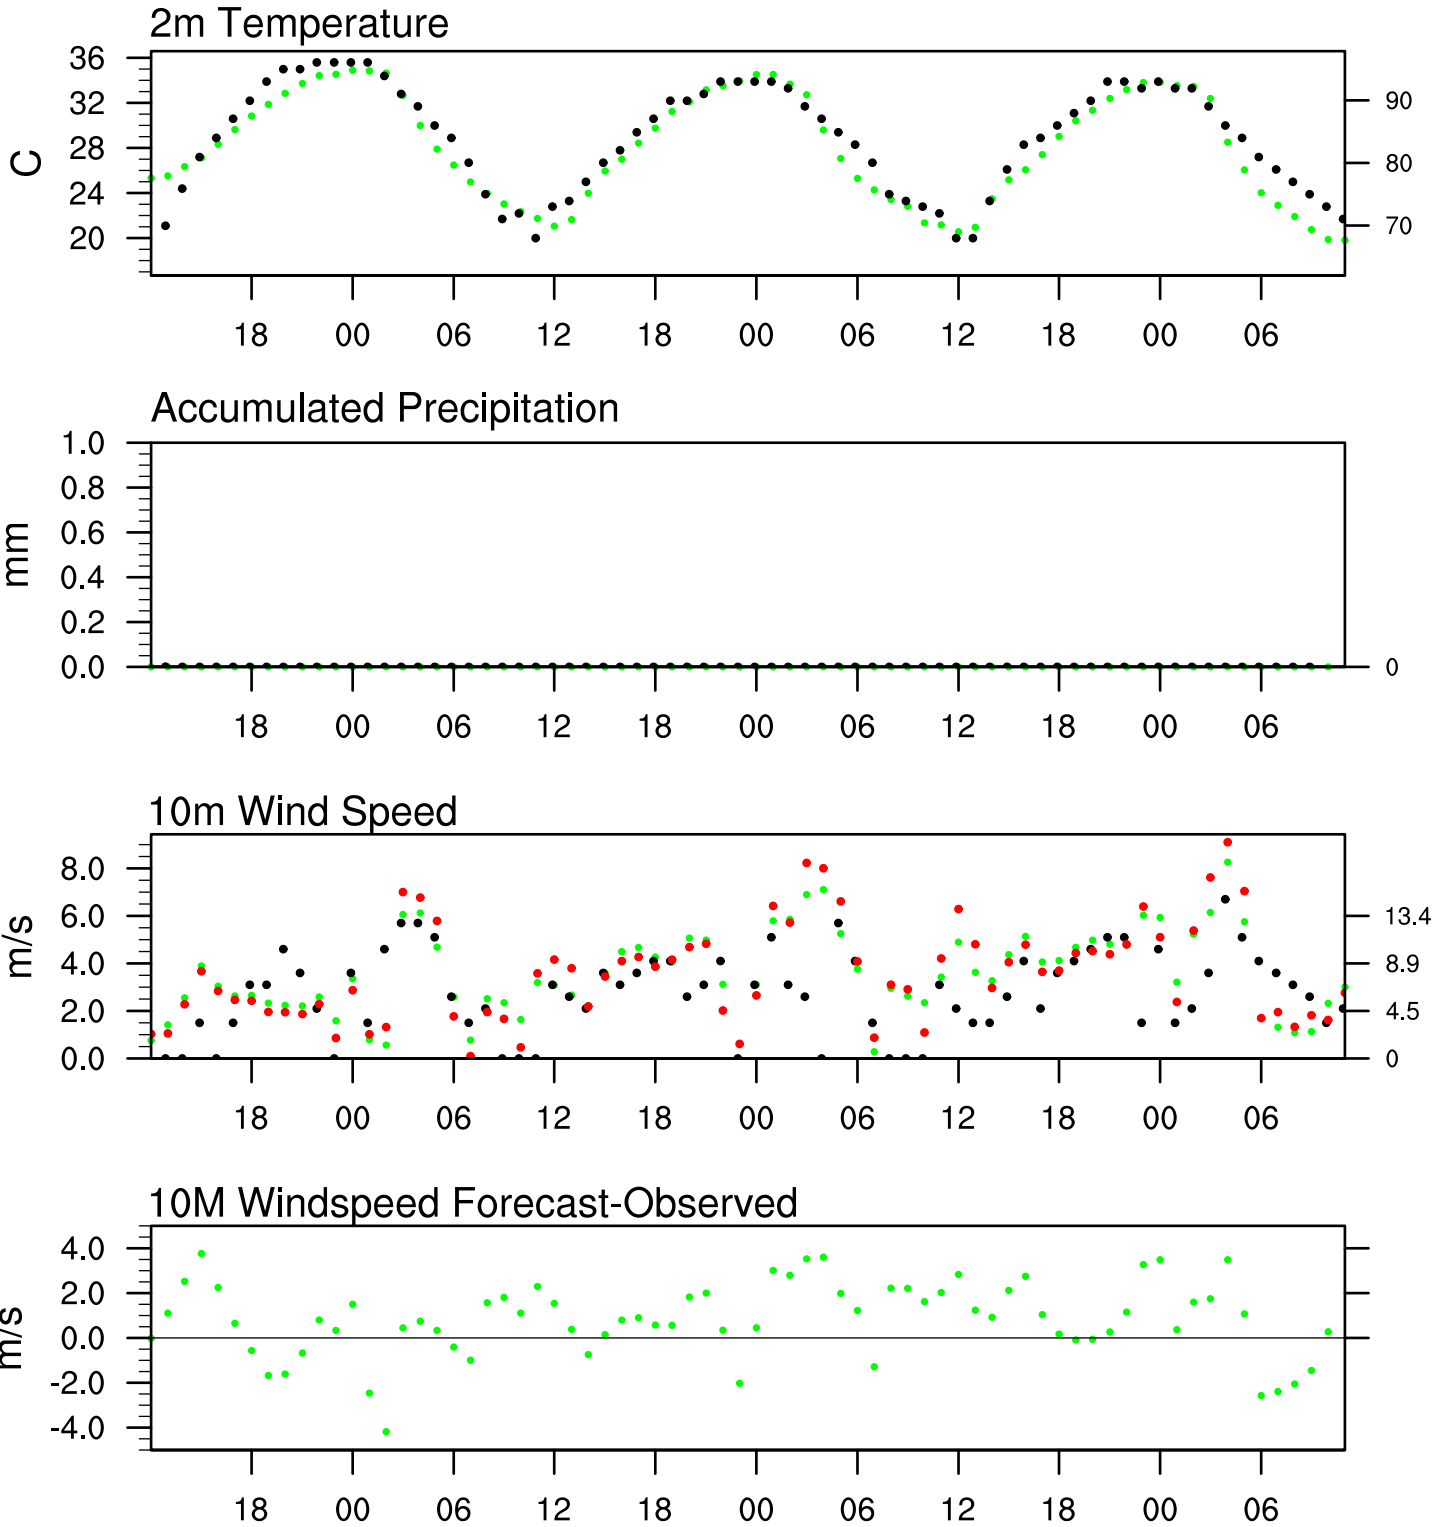 2m Temperature
36
32
28
24
20
C
90
80
70
18 00 06 12 18 00 06 12 18 00 06
Accumulated Precipitation
1.0
0.8
0.6
0.4
0.2
0.0
mm
0
18 00 06 12 18 00 06 12 18 00 06
10m Wind Speed
8.0
6.0
4.0
2.0
0.0
m/s
13.4
8.9
4.5
0
18 00 06 12 18 00 06 12 18 00 06
10M Windspeed Forecast-Observed
4.0
2.0
0.0
-2.0
-4.0
m/s
18 00 06 12 18 00 06 12 18 00 06